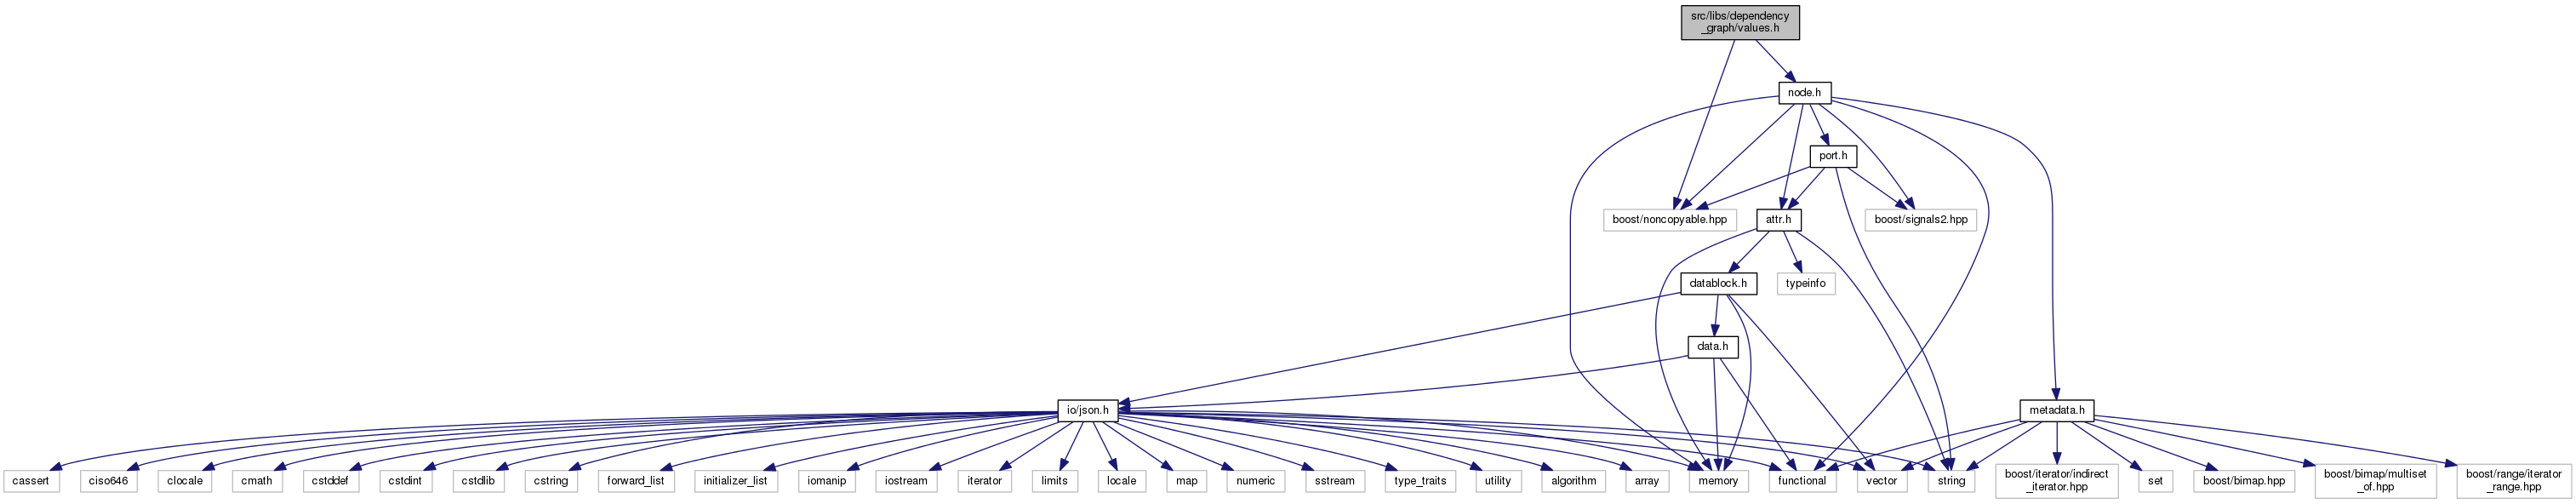 src/libs/dependency
_graph/values.h
node.h
port.h
boost/noncopyable.hpp
attr.h
boost/signals2.hpp
datablock.h
typeinfo
data.h
io/json.h
metadata.h
cassert
ciso646
clocale
cmath
cstddef
cstdint
cstdlib
cstring
forward_list
initializer_list
iomanip
iostream
iterator
limits
locale
map
numeric
sstream
type_traits
utility
algorithm
array
memory
functional
vector
string
boost/iterator/indirect
_iterator.hpp
set
boost/bimap.hpp
boost/bimap/multiset
_of.hpp
boost/range/iterator
_range.hpp